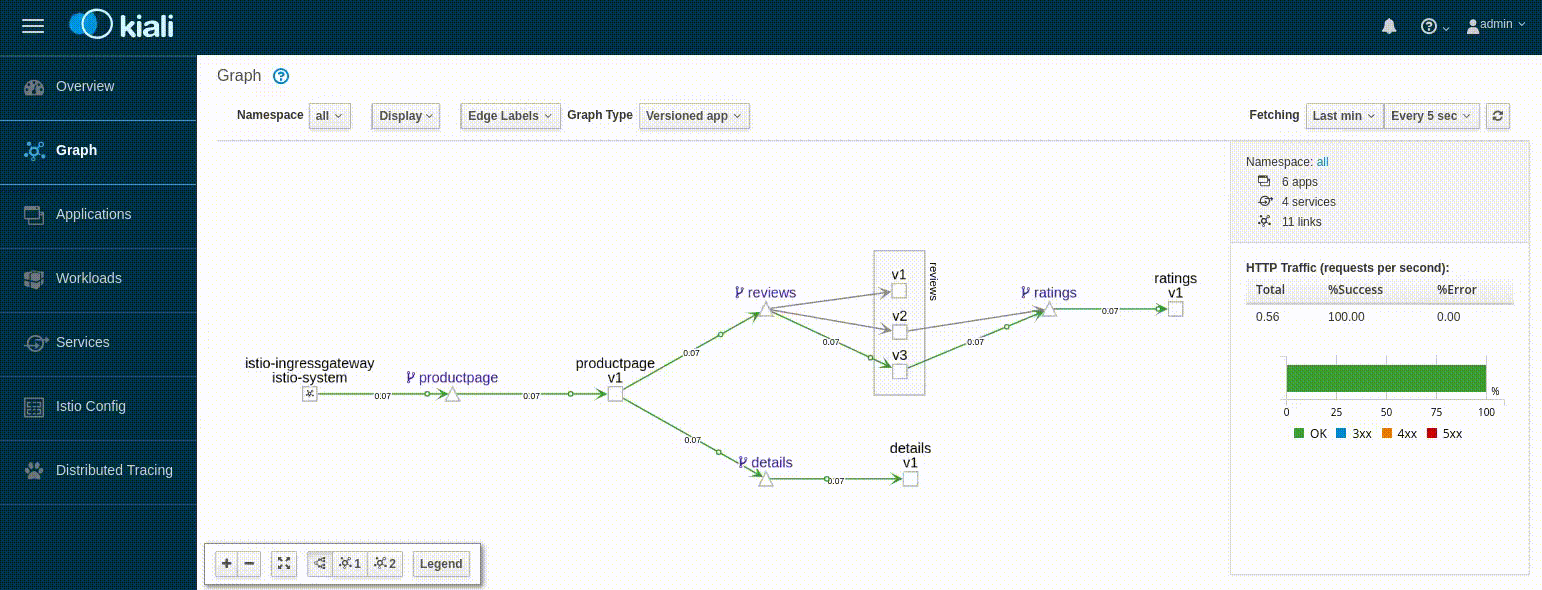 kiali
admin
Overview
Graph
Applications
Workloads
Services
Istio Config
Distributed Tracing
Graph
Namespace all Display Edge Labels Graph Type Versioned app Fetching Last min Every 5 sec
Namespace: all
6 apps
4 services
11 links
HTTP Traffic (requests per second):
Total %Success %Error
0.56 100.00 0.00
%
0 25 50 75 100
OK 3xx 4xx 5xx
istio-ingressgateway
istio-system
0.07
productpage
0.07
productpage
v1
0.07
reviews
0.07
v1
v2
v3
reviews
0.07
ratings
0.07
ratings
v1
0.07
details
0.07
details
v1
1
2
Legend